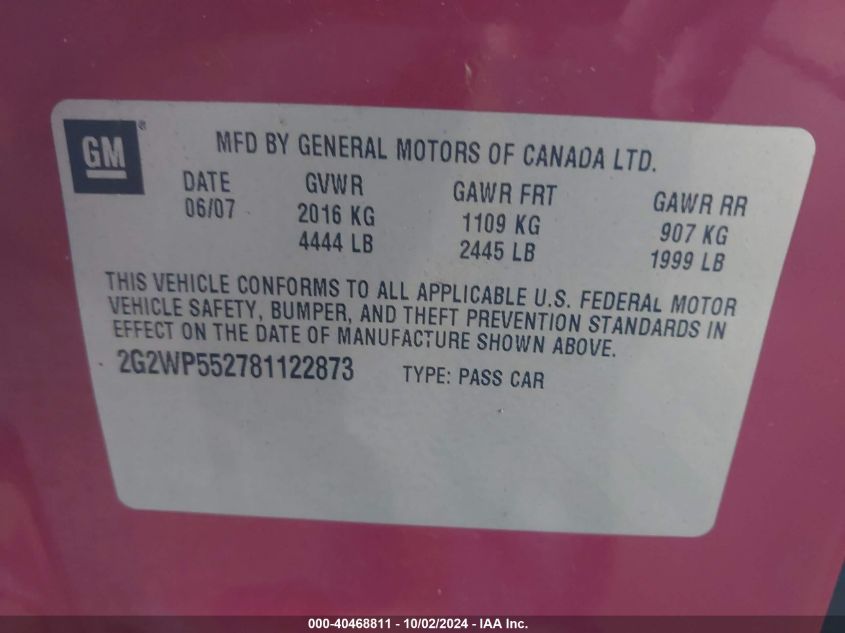 GM®
MFD BY GENERAL MOTORS OF CANADA LTD.
DATE GVWR GAWR FRT GAWR RR
06/07 2016 KG 1109 KG 907 KG
4444 LB 2445 LB 1999 LB
THIS VEHICLE CONFORMS TO ALL APPLICABLE U.S. FEDERAL MOTOR
VEHICLE SAFETY, BUMPER, AND THEFT PREVENTION STANDARDS IN
EFFECT ON THE DATE OF MANUFACTURE SHOWN ABOVE.
2G2WP552781122873 TYPE: PASS CAR
000-40468811 - 10/02/2024 - IAA Inc.